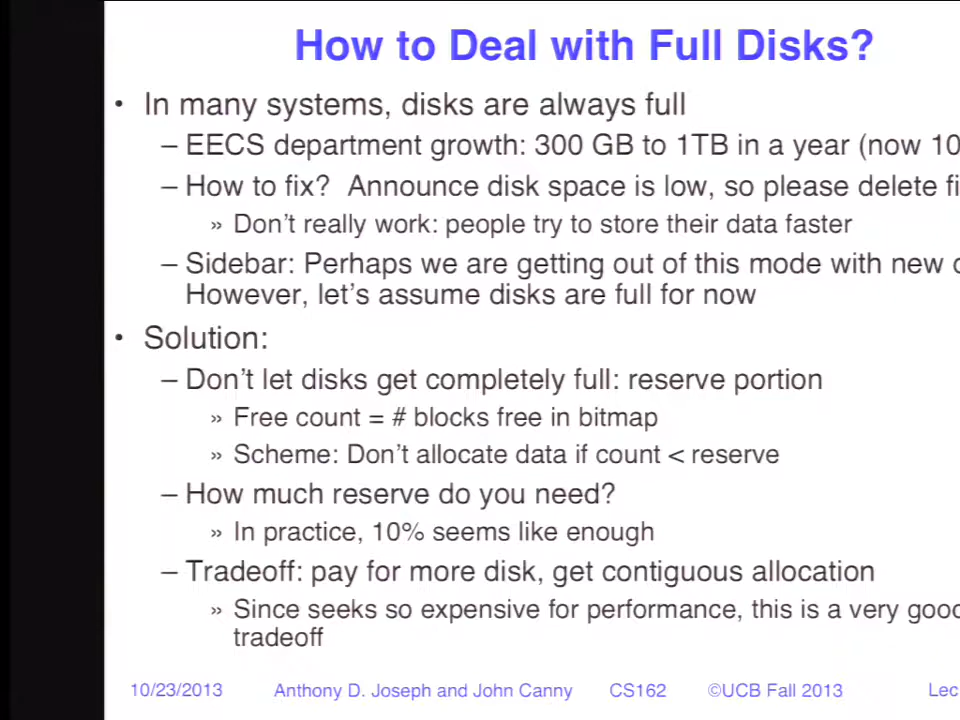 How to Deal with Full Disks?
• In many systems, disks are always full
– EECS department growth: 300 GB to 1TB in a year (now 10
– How to fix? Announce disk space is low, so please delete fi
» Don't really work: people try to store their data faster
– Sidebar: Perhaps we are getting out of this mode with new
However, let's assume disks are full for now
• Solution:
– Don't let disks get completely full: reserve portion
» Free count = # blocks free in bitmap
» Scheme: Don't allocate data if count < reserve
– How much reserve do you need?
» In practice, 10% seems like enough
– Tradeoff: pay for more disk, get contiguous allocation
» Since seeks so expensive for performance, this is a very good
tradeoff
10/23/2013 Anthony D. Joseph and John Canny CS162 ©UCB Fall 2013 Lec